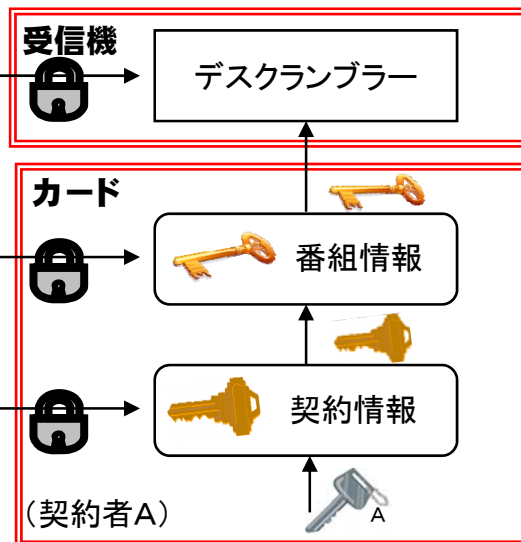 受信機
デスクランブラー
カード
番組情報
契約情報
A
(契約者A)